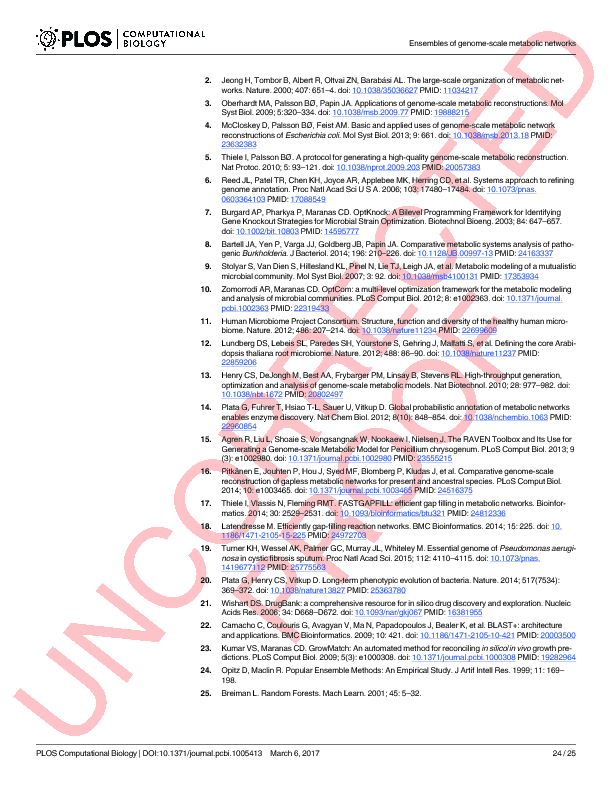 PLOS | COMPUTATIONAL BIOLOGY
Ensembles of genome-scale metabolic networks
2. Jeong H, Tombor B, Albert R, Oltvai ZN, Barabási AL. The large-scale organization of metabolic net-
works. Nature. 2000; 407: 651–4. doi: 10.1038/35036627 PMID: 11034217
3. Oberhardt MA, Palsson BØ, Papin JA. Applications of genome-scale metabolic reconstructions. Mol
Syst Biol. 2009; 5:320–334. doi: 10.1038/msb.2009.77 PMID: 19888215
4. McCloskey D, Palsson BØ, Feist AM. Basic and applied uses of genome-scale metabolic network
reconstructions of Escherichia coli. Mol Syst Biol. 2013; 9: 661. doi: 10.1038/msb.2013.18 PMID:
23632383
5. Thiele I, Palsson BØ. A protocol for generating a high-quality genome-scale metabolic reconstruction.
Nat Protoc. 2010; 5: 93–121. doi: 10.1038/nprot.2009.203 PMID: 20057383
6. Reed JL, Patel TR, Chen KH, Joyce AR, Applebee MK, Herring CD, et al. Systems approach to refining
genome annotation. Proc Natl Acad Sci U S A. 2006; 103: 17480–17484. doi: 10.1073/pnas.
0603364103 PMID: 17088549
7. Burgard AP, Pharkya P, Maranas CD. OptKnock: A Bilevel Programming Framework for Identifying
Gene Knockout Strategies for Microbial Strain Optimization. Biotechnol Bioeng. 2003; 84: 647–657.
doi: 10.1002/bit.10803 PMID: 14595777
8. Bartell JA, Yen P, Varga JJ, Goldberg JB, Papin JA. Comparative metabolic systems analysis of patho-
genic Burkholderia. J Bacteriol. 2014; 196: 210–226. doi: 10.1128/JB.00997-13 PMID: 24163337
9. Stolyar S, Van Dien S, Hillesland KL, Pinel N, Lie TJ, Leigh JA, et al. Metabolic modeling of a mutualistic
microbial community. Mol Syst Biol. 2007; 3: 92. doi: 10.1038/msb4100131 PMID: 17353934
10. Zomorrodi AR, Maranas CD. OptCom: a multi-level optimization framework for the metabolic modeling
and analysis of microbial communities. PLoS Comput Biol. 2012; 8: e1002363. doi: 10.1371/journal.
pcbi.1002363 PMID: 22319433
11. Human Microbiome Project Consortium. Structure, function and diversity of the healthy human micro-
biome. Nature. 2012; 486: 207–214. doi: 10.1038/nature11234 PMID: 22699609
12. Lundberg DS, Lebeis SL, Paredes SH, Yourstone S, Gehring J, Malfatti S, et al. Defining the core Arabi-
dopsis thaliana root microbiome. Nature. 2012; 488: 86–90. doi: 10.1038/nature11237 PMID:
22859206
13. Henry CS, DeJongh M, Best AA, Frybarger PM, Linsay B, Stevens RL. High-throughput generation,
optimization and analysis of genome-scale metabolic models. Nat Biotechnol. 2010; 28: 977–982. doi:
10.1038/nbt.1672 PMID: 20802497
14. Plata G, Fuhrer T, Hsiao T-L, Sauer U, Vitkup D. Global probabilistic annotation of metabolic networks
enables enzyme discovery. Nat Chem Biol. 2012; 8(10): 848–854. doi: 10.1038/nchembio.1063 PMID:
22960854
15. Agren R, Liu L, Shoaie S, Vongsangnak W, Nookaew I, Nielsen J. The RAVEN Toolbox and Its Use for
Generating a Genome-Scale Metabolic Model for Penicillium chrysogenum. PLoS Comput Biol. 2013; 9
(3): e1002980. doi: 10.1371/journal.pcbi.1002980 PMID: 23555215
16. Pitkänen E, Jouhten P, Hou J, Syed MF, Blomberg P, Kludas J, et al. Comparative genome-scale
reconstruction of gapless metabolic networks for present and ancestral species. PLoS Comput Biol.
2014; 10: e1003465. doi: 10.1371/journal.pcbi.1003465 PMID: 24516375
17. Thiele I, Vlassis N, Fleming RMT. FASTGAPFILL: efficient gap filling in metabolic networks. Bioinfor-
matics. 2014; 30: 2529–2531. doi: 10.1093/bioinformatics/btu321 PMID: 24812336
18. Latendresse M. Efficiently gap-filling reaction networks. BMC Bioinformatics. 2014; 15: 225. doi: 10.
1186/1471-2105-15-225 PMID: 24972703
19. Turner KH, Wessel AK, Palmer GC, Murray JL, Whiteley M. Essential genome of Pseudomonas aerugi-
nosa in cystic fibrosis sputum. Proc Natl Acad Sci. 2015; 112: 4110–4115. doi: 10.1073/pnas.
1419677112 PMID: 25775563
20. Plata G, Henry CS, Vitkup D. Long-term phenotypic evolution of bacteria. Nature. 2014; 517(7534):
369–372. doi: 10.1038/nature13827 PMID: 25363780
21. Wishart DS. DrugBank: a comprehensive resource for in silico drug discovery and exploration. Nucleic
Acids Res. 2006; 34: D668–D672. doi: 10.1093/nar/gkj067 PMID: 16381955
22. Camacho C, Coulouris G, Avagyan V, Ma N, Papadopoulos J, Bealer K, et al. BLAST+: architecture
and applications. BMC Bioinformatics. 2009; 10: 421. doi: 10.1186/1471-2105-10-421 PMID: 20003500
23. Kumar VS, Maranas CD. GrowMatch: An automated method for reconciling in silico/in vivo growth pre-
dictions. PLoS Comput Biol. 2009; 5(3): e1000308. doi: 10.1371/journal.pcbi.1000308 PMID: 19282964
24. Opitz D, Maclin R. Popular Ensemble Methods: An Empirical Study. J Artif Intell Res. 1999; 11: 169–
198.
25. Breiman L. Random Forests. Mach Learn. 2001; 45: 5–32.
UNCORRECTED
PROOF
PLOS Computational Biology | DOI:10.1371/journal.pcbi.1005413 March 6, 2017
24 / 25